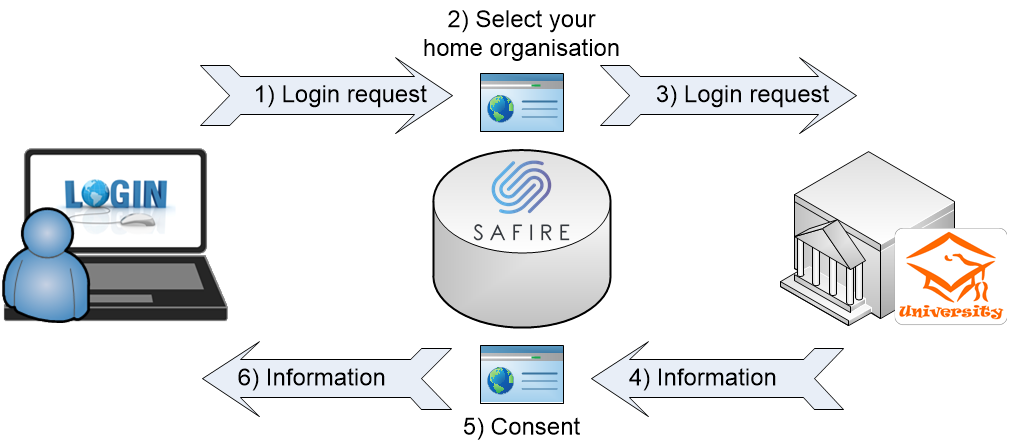 2) Select your
home organisation
1) Login request
3) Login request
LOGIN
SAFIRE
University
6) Information
4) Information
5) Consent